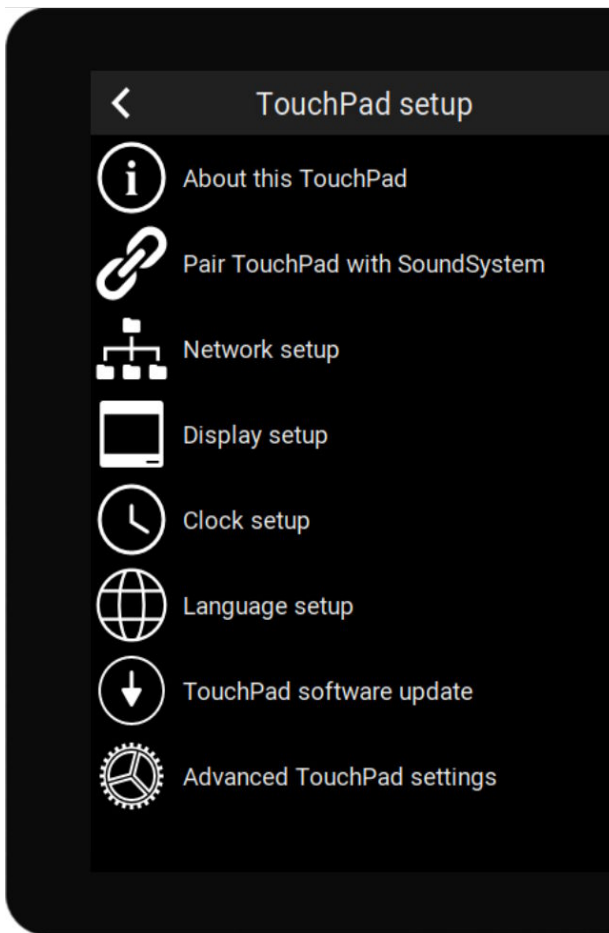 TouchPad setup
About this TouchPad
Pair TouchPad with SoundSystem
Network setup
Display setup
Clock setup
Language setup
TouchPad software update
Advanced TouchPad settings